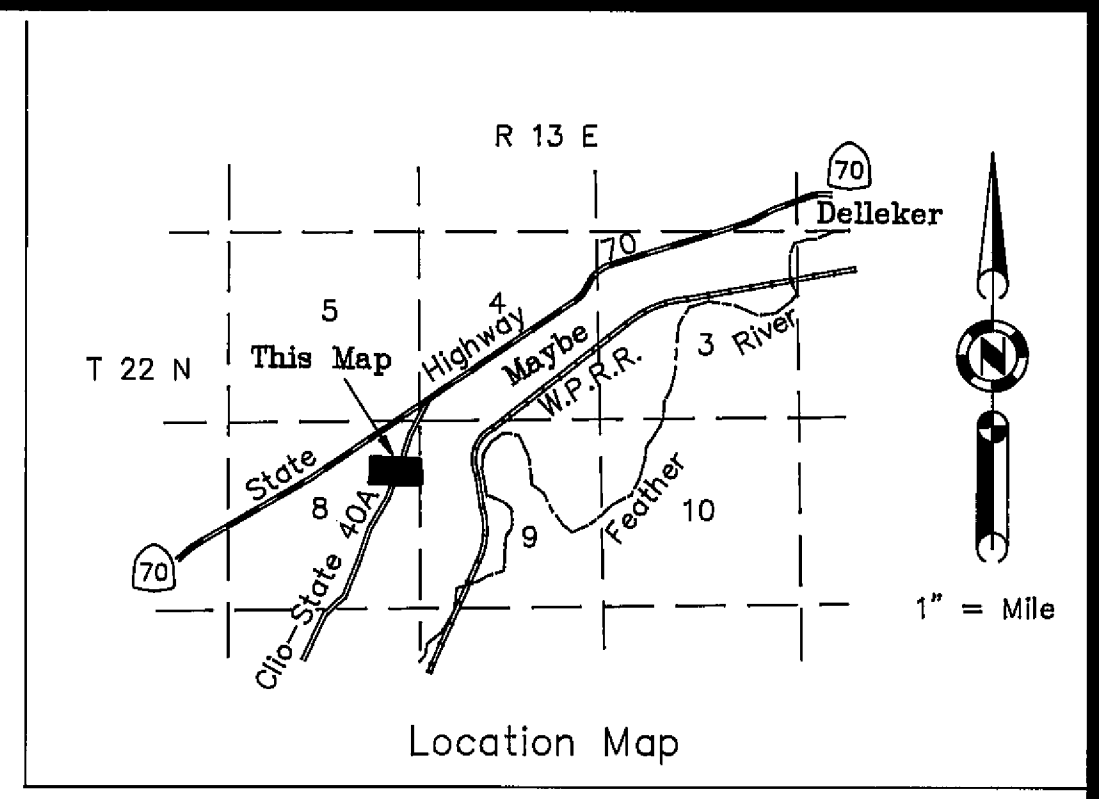 R 13 E
70
Delleker
70
5
4
Highway
Maybe
3
River
T 22 N
This Map
W.P.R.R.
State
8
40A
9
Feather
10
70
Clio-State
N
1" = Mile
Location Map